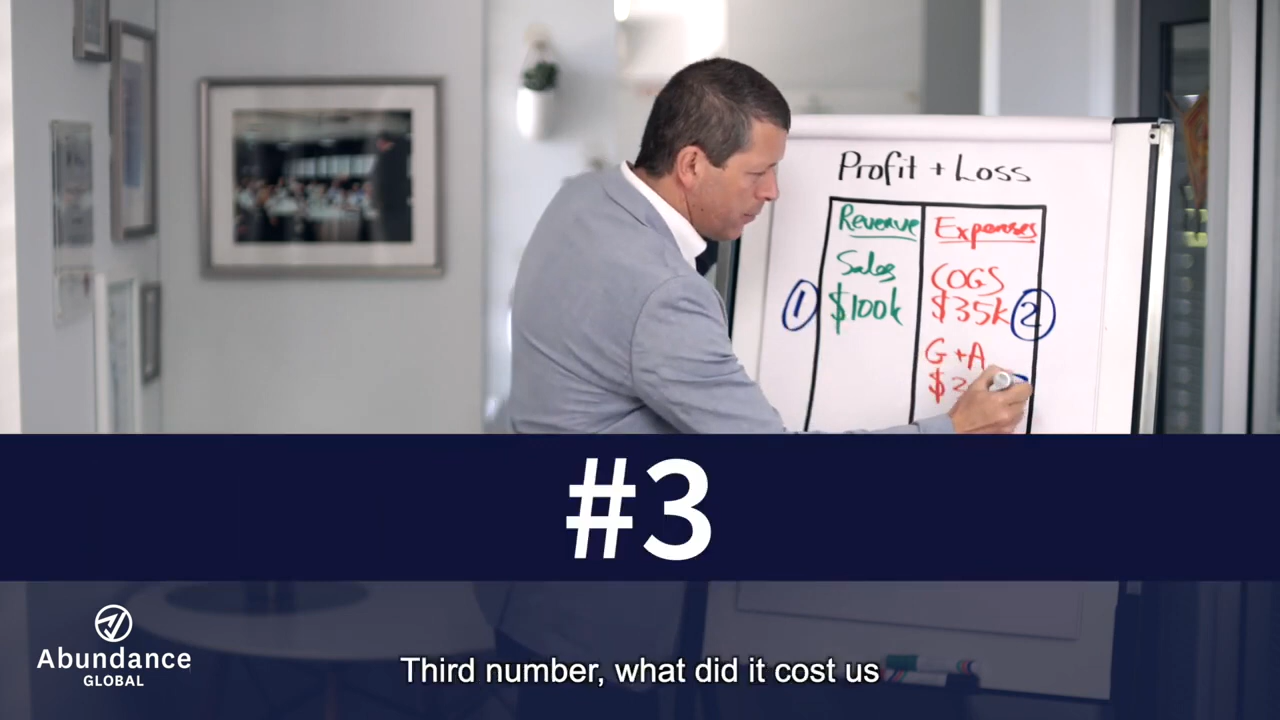 Profit + Loss
Revenue
Sales
$100k
1
Expenses
COGS
$35k
2
G+A
$2
#3
Abundance
GLOBAL
Third number, what did it cost us